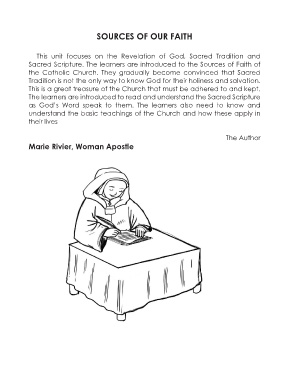 SOURCES OF OUR FAITH
This unit focuses on the Revelation of God, Sacred Tradition and
Sacred Scripture. The learners are introduced to the Sources of Faith of
the Catholic Church. They gradually become convinced that Sacred
Tradition is not the only way to know God for their holiness and salvation.
This is a great treasure of the Church that must be adhered to and kept.
The learners are introduced to read and understand the Sacred Scripture
as God's Word speak to them. The learners also need to know and
understand the basic teachings of the Church and how these apply in
their lives
The Author
Marie Rivier, Woman Apostle